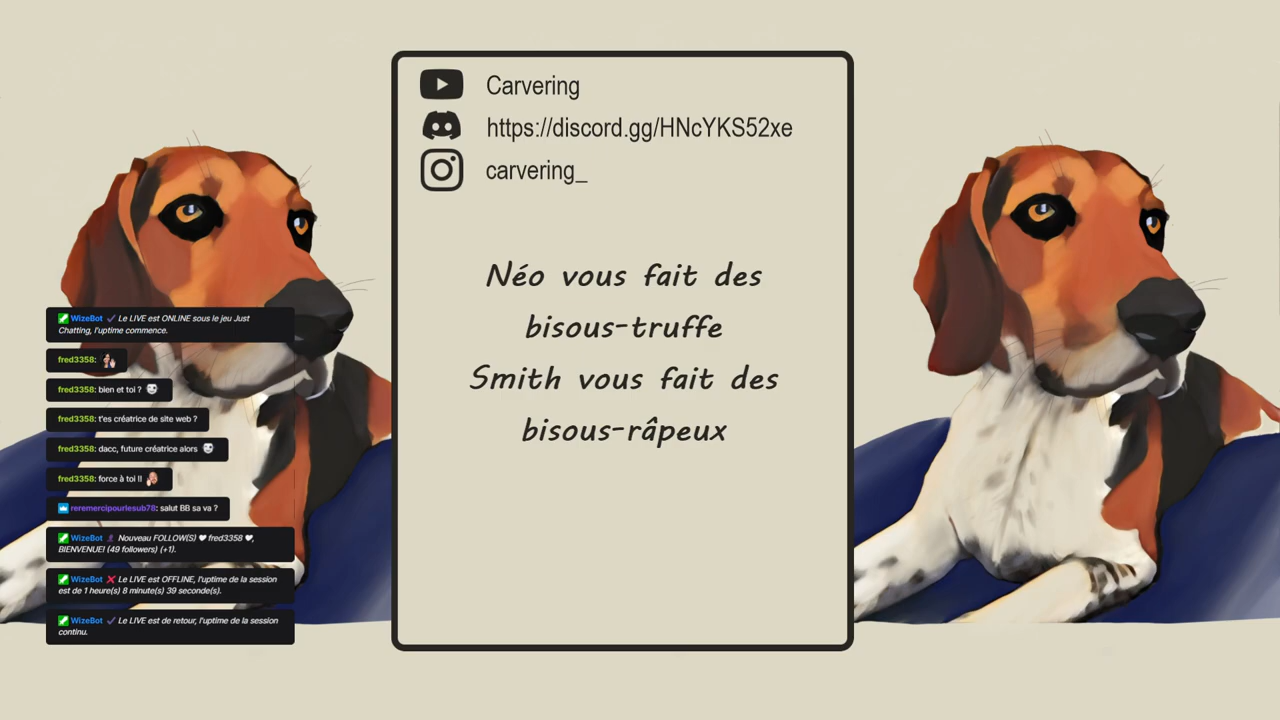 Carvering
https://discord.gg/HNcYKS52xe
carvering_
Néo vous fait des
bisous-truffe
Smith vous fait des
bisous-râpeux
WizeBot Le LIVE est ONLINE sous le jeu Just
Chatting, l'uptime commence.
fred3358:
fred3358: bien et toi ?
fred3358: t'es créatrice de site web ?
fred3358: dacc, future créatrice alors
fred3358: force à toi !!
reremercipourlesub78: salut BB sa va ?
WizeBot Nouveau FOLLOW(S) ♥ fred3358 ♥,
BIENVENUE! (49 followers) (+1).
WizeBot Le LIVE est OFFLINE, l'uptime de la session
est de 1 heure(s) 8 minute(s) 39 seconde(s).
WizeBot Le LIVE est de retour, l'uptime de la session
continu.